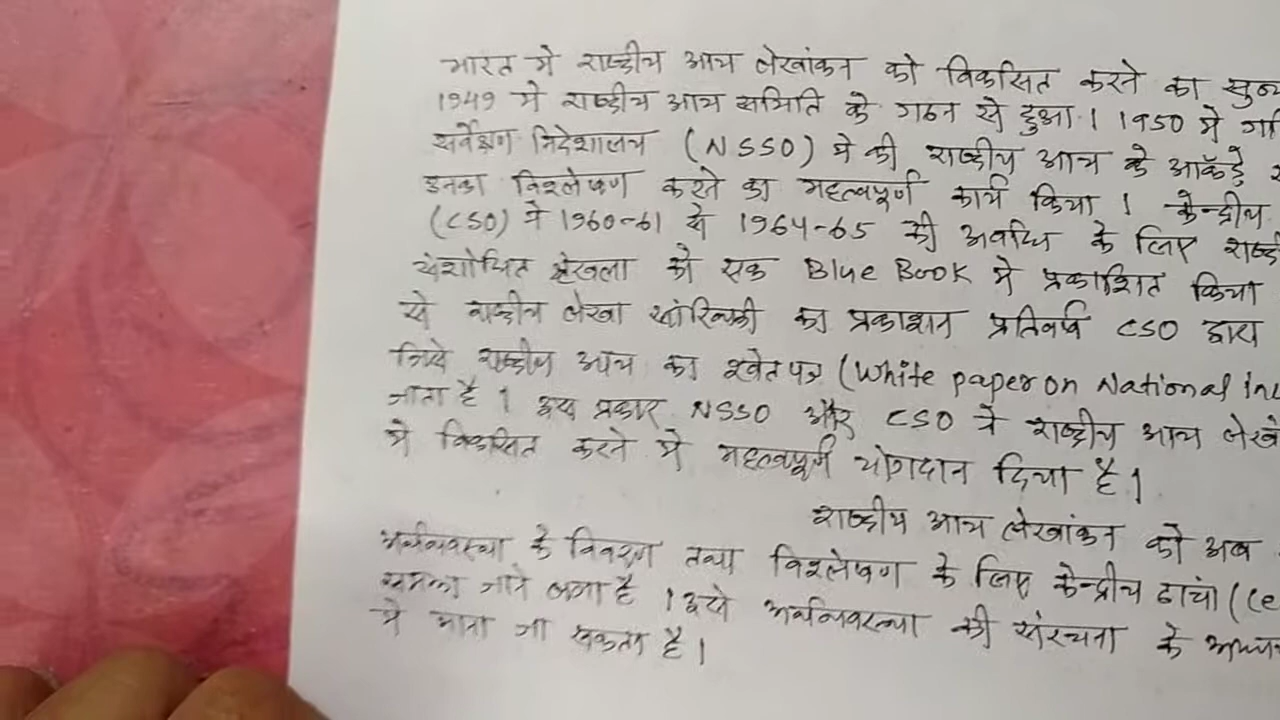 भारत मे राष्ट्रीय आय लेखांकन को विकसित करने का
1949 मे राष्ट्रीय आय समिति के गठन से हुआ। 1950 मे
सर्वेक्षण निदेशालय (NSSO) ने की राष्ट्रीय आय के आँकड़े
इनका विश्लेषण करने का महत्वपूर्ण कार्य किया। केन्द्रीय
(CSO) ने 1960-61 से 1964-65 की अवधि के लिए
संशोधित श्रृंखला को एक Blue Book मे प्रकाशित किया
से राष्ट्रीय लेखा सांख्यिकी का प्रकाशन प्रतिवर्ष CSO द्वारा
जिसे राष्ट्रीय आय का श्वेतपत्र (White paper on National
जाता है। इस प्रकार NSSO और CSO ने राष्ट्रीय आय
ने विकसित करने मे महत्वपूर्ण योगदान दिया है।
राष्ट्रीय आय लेखांकन को अब
अर्थव्यवस्था के विवरण तथा विश्लेषण के लिए केन्द्रीय ढांचा
समझा जाने लगा है। इसे अर्थव्यवस्था की संरचना के
मे माना जा सकता है।